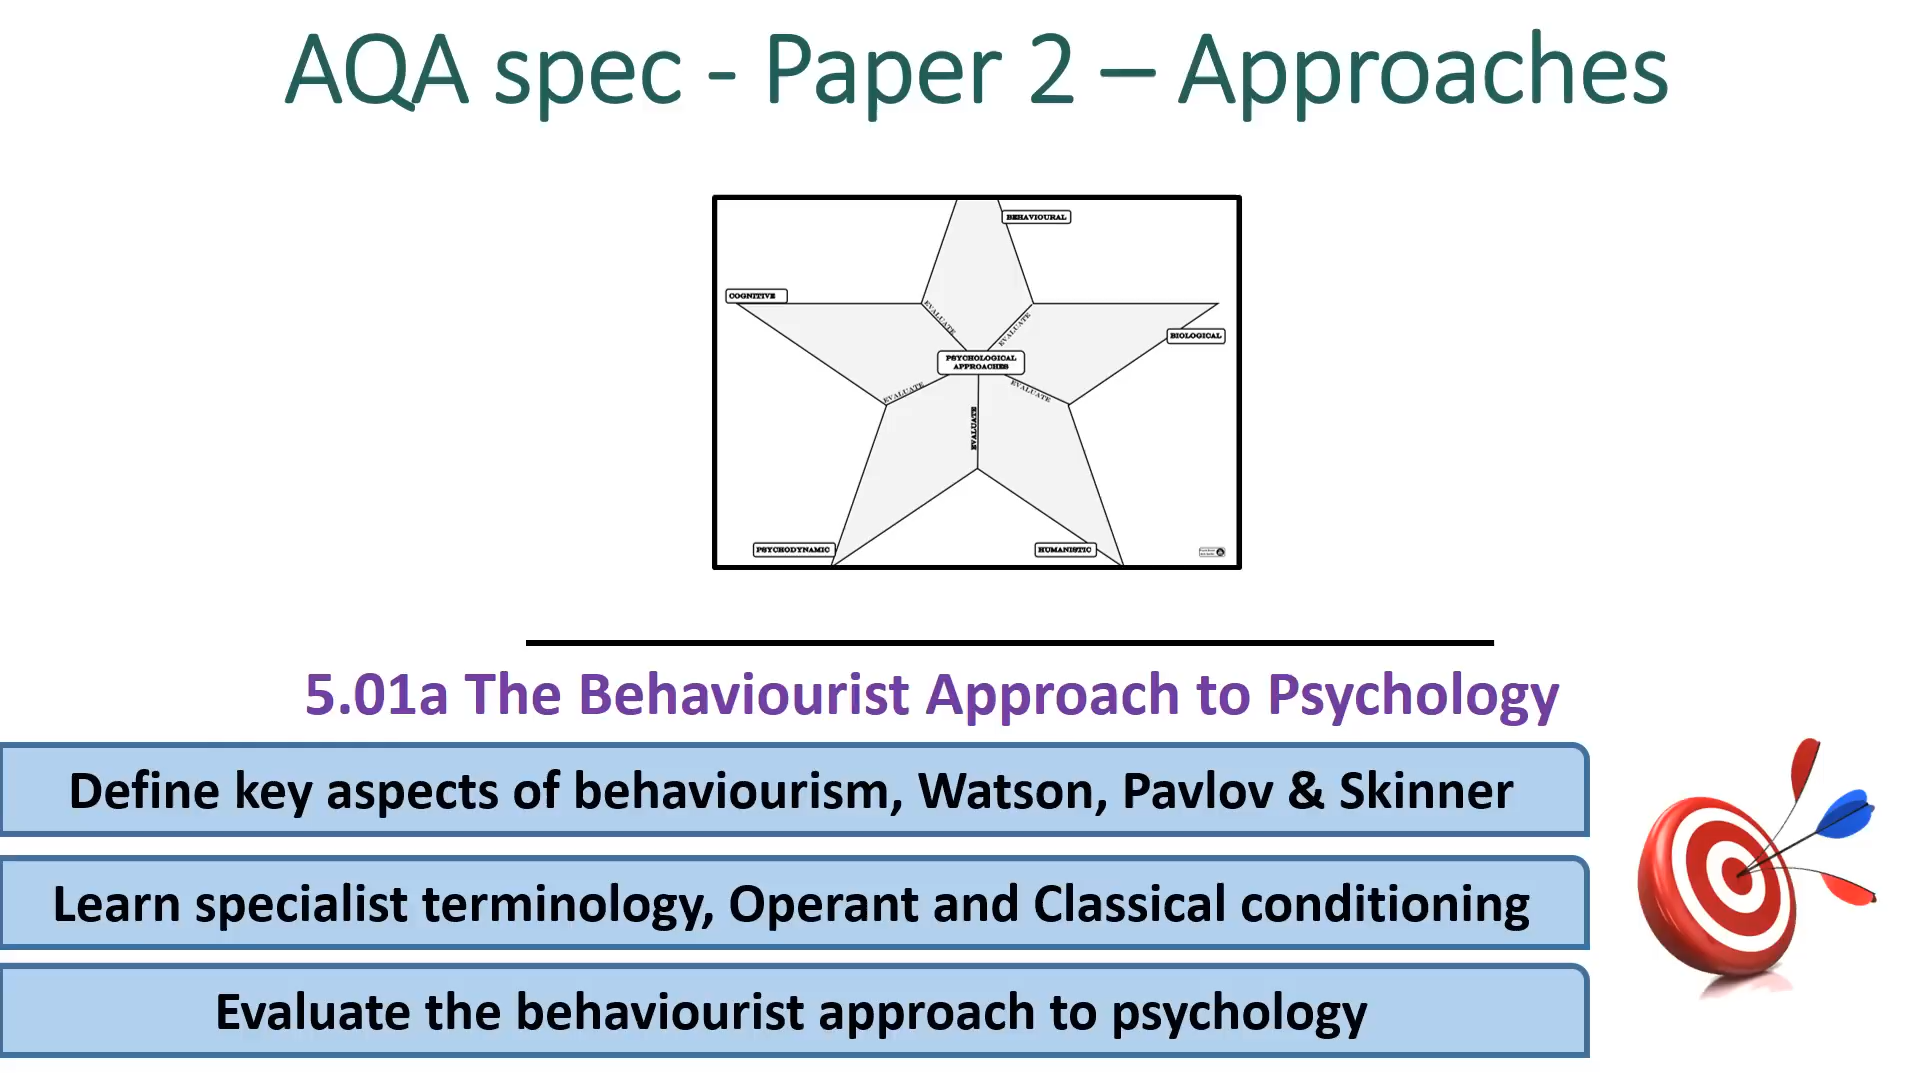 AQA spec - Paper 2 – Approaches
BEHAVIOURAL
COGNITIVE
EVALUATE
EVALUATE
BIOLOGICAL
PSYCHOLOGICAL
APPROACHES
EVALUATE
EVALUATE
EVALUATE
PSYCHODYNAMIC
HUMANISTIC
5.01a The Behaviourist Approach to Psychology
Define key aspects of behaviourism, Watson, Pavlov & Skinner
Learn specialist terminology, Operant and Classical conditioning
Evaluate the behaviourist approach to psychology